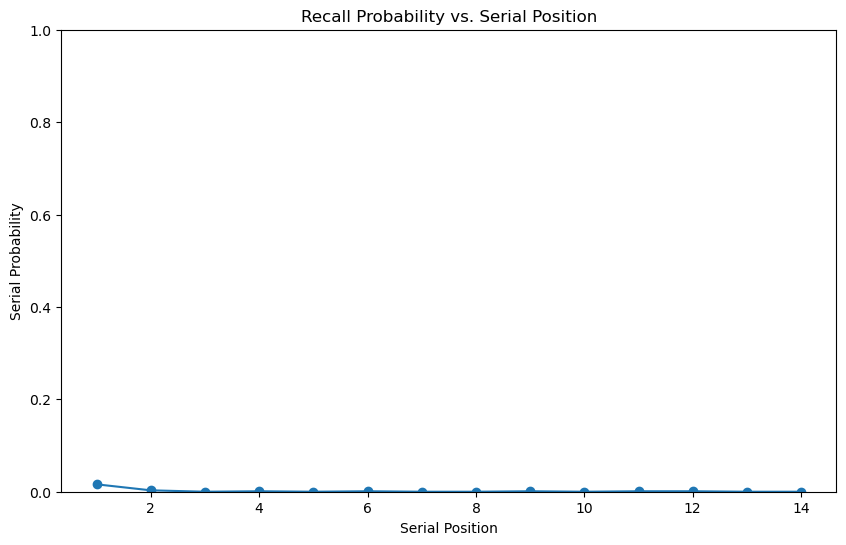 Recall Probability vs. Serial Position
1.0
0.8
0.6
0.4
0.2
0.0
Serial Probability
2 4 6 8 10 12 14
Serial Position